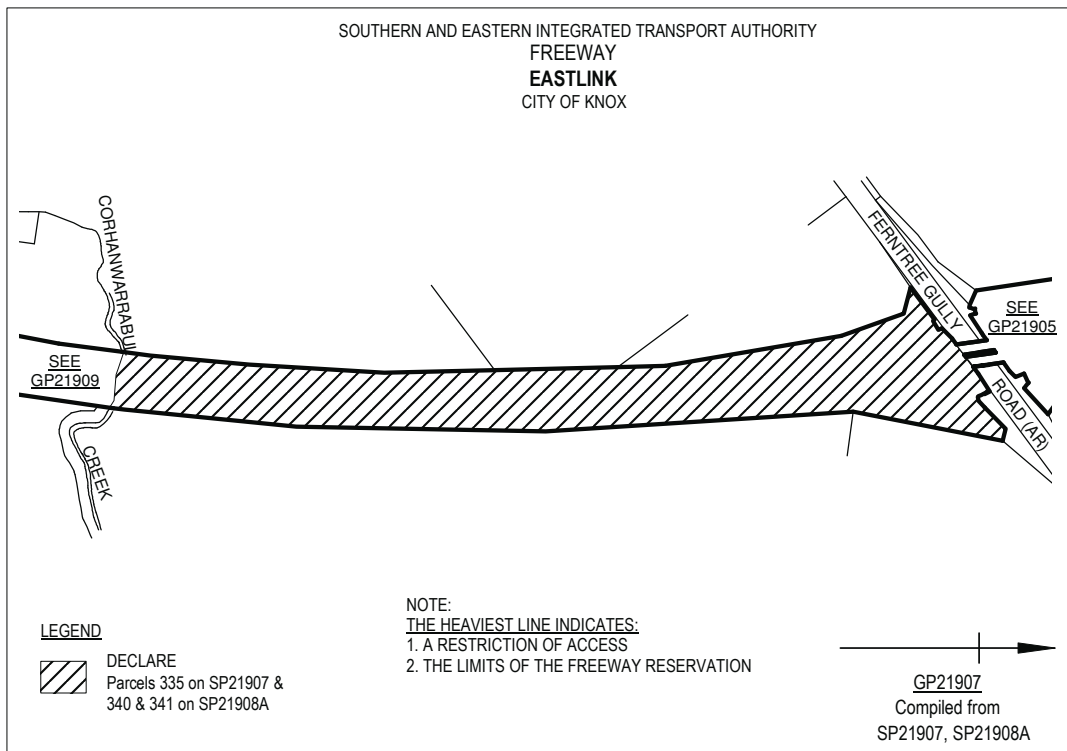 SOUTHERN AND EASTERN INTEGRATED TRANSPORT AUTHORITY
FREEWAY
EASTLINK
CITY OF KNOX
CORHANWARRABUL
CREEK
SEE
GP21909
FERNTREE GULLY
ROAD (AR)
SEE
GP21905
LEGEND
DECLARE
Parcels 335 on SP21907 &
340 & 341 on SP21908A
NOTE:
THE HEAVIEST LINE INDICATES:
1. A RESTRICTION OF ACCESS
2. THE LIMITS OF THE FREEWAY RESERVATION
GP21907
Compiled from
SP21907, SP21908A